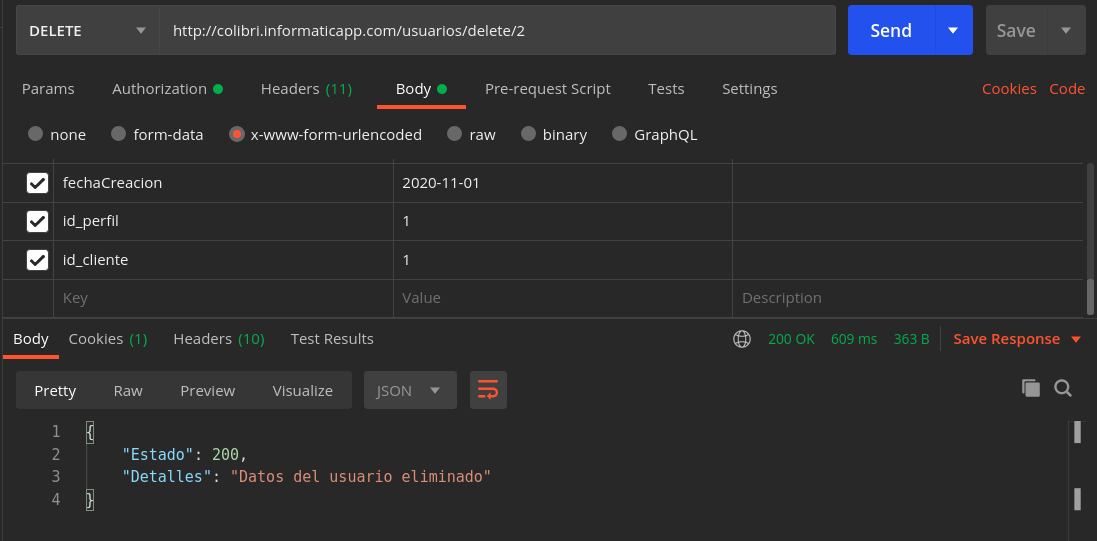 DELETE http://colibri.informaticapp.com/usuarios/delete/2 Send Save
Params Authorization Headers (11) Body Pre-request Script Tests Settings Cookies Code
none form-data x-www-form-urlencoded raw binary GraphQL
fechaCreacion 2020-11-01
id_perfil 1
id_cliente 1
Key Value Description
Body Cookies (1) Headers (10) Test Results 200 OK 609 ms 363 B Save Response
Pretty Raw Preview Visualize JSON
1 {
2 "Estado": 200,
3 "Detalles": "Datos del usuario eliminado"
4 }